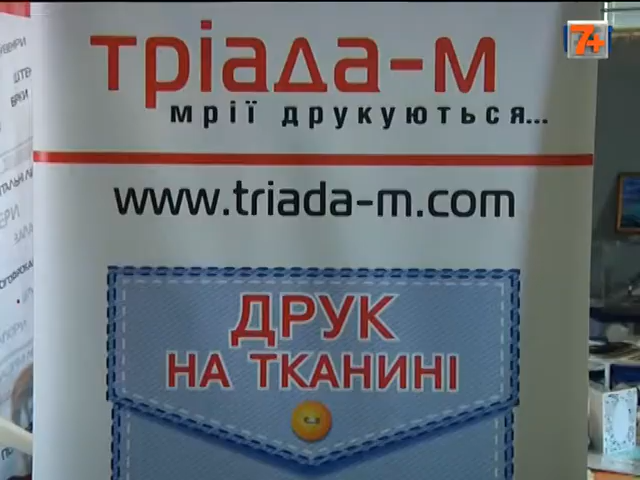 7+
тріада-м
мрії друкуються...
www.triada-m.com
ДРУК
НА ТКАНИНІ